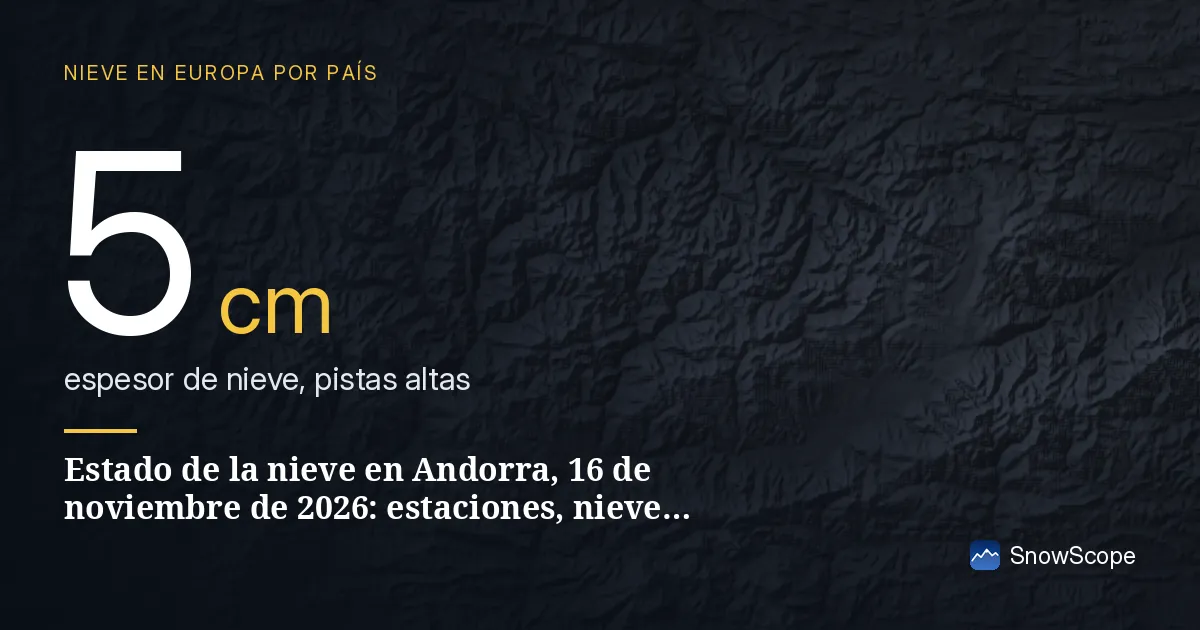 NIEVE EN EUROPA POR PAÍS
5 cm
espesor de nieve, pistas altas
Estado de la nieve en Andorra, 16 de
noviembre de 2026: estaciones, nieve...
SnowScope